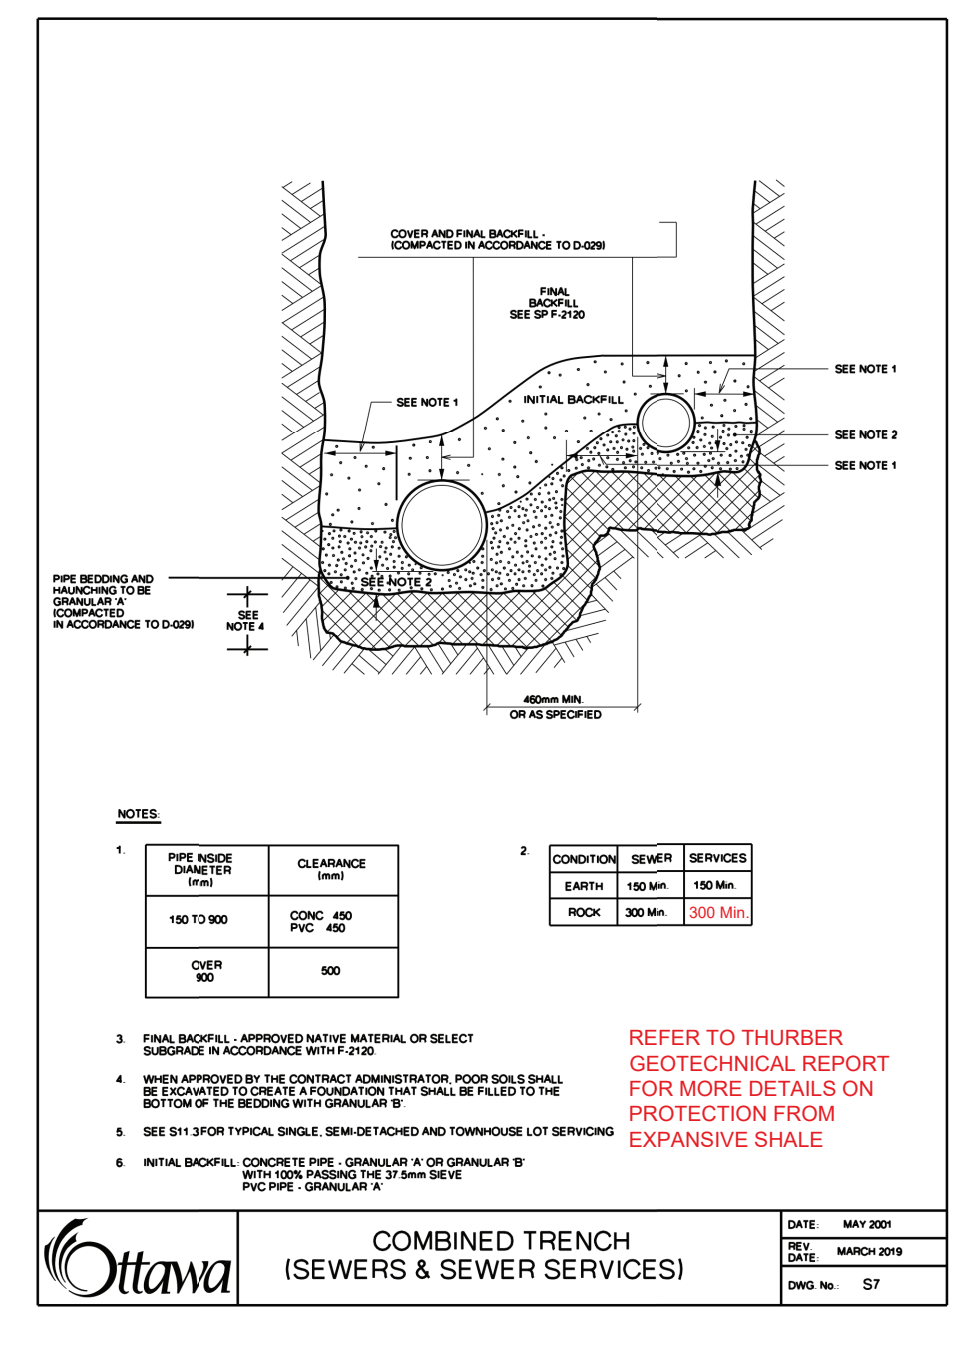 COVER AND FINAL BACKFILL -
(COMPACTED IN ACCORDANCE TO D-029)
FINAL
BACKFILL
SEE SP F-2120
SEE NOTE 1
SEE NOTE 1
INITIAL BACKFILL
SEE NOTE 2
SEE NOTE 1
PIPE BEDDING AND
HAUNCHING TO BE
GRANULAR 'A'
(COMPACTED
IN ACCORDANCE TO D-029)
SEE NOTE 2
SEE
NOTE 4
460mm MIN.
OR AS SPECIFIED
NOTES:
1.
PIPE INSIDE
DIAMETER
(mm)
CLEARANCE
(mm)
150 TO 900
CONC 450
PVC 450
OVER
900
500
2.
CONDITION SEWER SERVICES
EARTH 150 Min. 150 Min.
ROCK 300 Min. 300 Min.
3. FINAL BACKFILL - APPROVED NATIVE MATERIAL OR SELECT
SUBGRADE IN ACCORDANCE WITH F-2120.
4. WHEN APPROVED BY THE CONTRACT ADMINISTRATOR, POOR SOILS SHALL
BE EXCAVATED TO CREATE A FOUNDATION THAT SHALL BE FILLED TO THE
BOTTOM OF THE BEDDING WITH GRANULAR 'B'.
5. SEE S11.3FOR TYPICAL SINGLE, SEMI-DETACHED AND TOWNHOUSE LOT SERVICING
6. INITIAL BACKFILL: CONCRETE PIPE - GRANULAR 'A' OR GRANULAR 'B'
WITH 100% PASSING THE 37.5mm SIEVE
PVC PIPE - GRANULAR 'A'
REFER TO THURBER
GEOTECHNICAL REPORT
FOR MORE DETAILS ON
PROTECTION FROM
EXPANSIVE SHALE
Ottawa
COMBINED TRENCH
(SEWERS & SEWER SERVICES)
DATE: MAY 2001
REV.
DATE: MARCH 2019
DWG. No.: S7